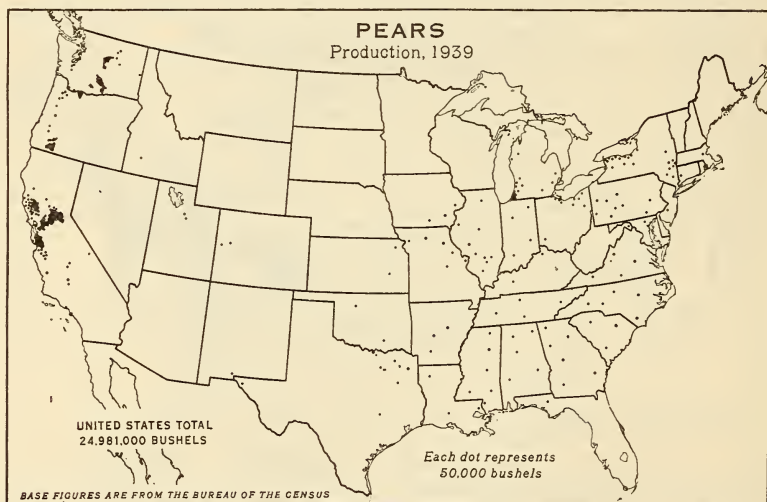 PEARS
Production, 1939
UNITED STATES TOTAL
24,981,000 BUSHELS
Each dot represents
50,000 bushels
BASE FIGURES ARE FROM THE BUREAU OF THE CENSUS